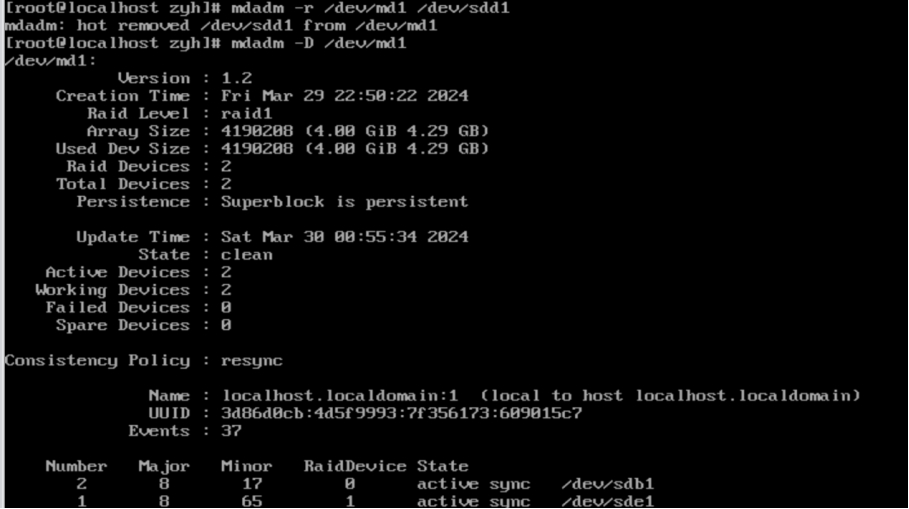 [root@localhost zyh]# mdadm -r /dev/md1 /dev/sdd1
mdadm: hot removed /dev/sdd1 from /dev/md1
[root@localhost zyh]# mdadm -D /dev/md1
/dev/md1:
Version : 1.2
Creation Time : Fri Mar 29 22:50:22 2024
Raid Level : raid1
Array Size : 4190208 (4.00 GiB 4.29 GB)
Used Dev Size : 4190208 (4.00 GiB 4.29 GB)
Raid Devices : 2
Total Devices : 2
Persistence : Superblock is persistent
Update Time : Sat Mar 30 00:55:34 2024
State : clean
Active Devices : 2
Working Devices : 2
Failed Devices : 0
Spare Devices : 0
Consistency Policy : resync
Name : localhost.localdomain:1 (local to host localhost.localdomain)
UUID : 3d86d0cb:4d5f9993:7f356173:609015c7
Events : 37
Number Major Minor RaidDevice State
2 8 17 0 active sync /dev/sdb1
1 8 65 1 active sync /dev/sde1